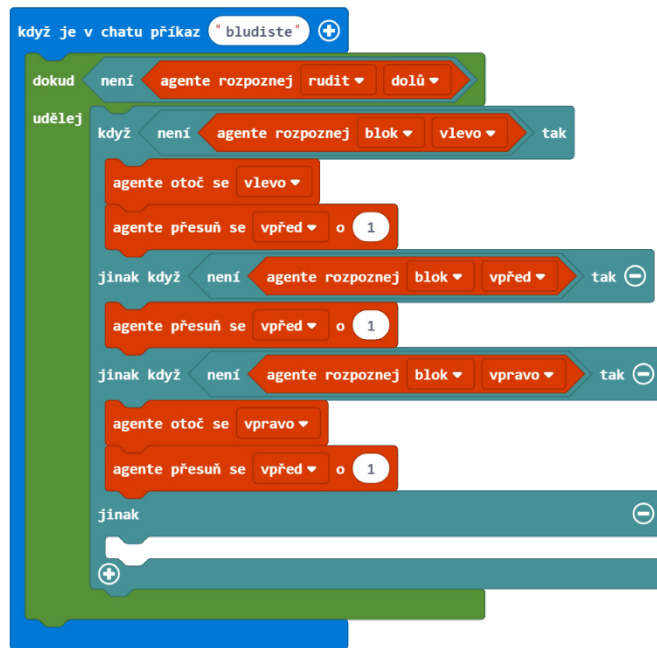 když je v chatu příkaz "bludiste"
dokud není agente rozpoznej rudit dolů
udělej
když není agente rozpoznej blok vlevo tak
agente otoč se vlevo
agente přesuň se vpřed o 1
jinak když není agente rozpoznej blok vpřed tak
agente přesuň se vpřed o 1
jinak když není agente rozpoznej blok vpravo tak
agente otoč se vpravo
agente přesuň se vpřed o 1
jinak